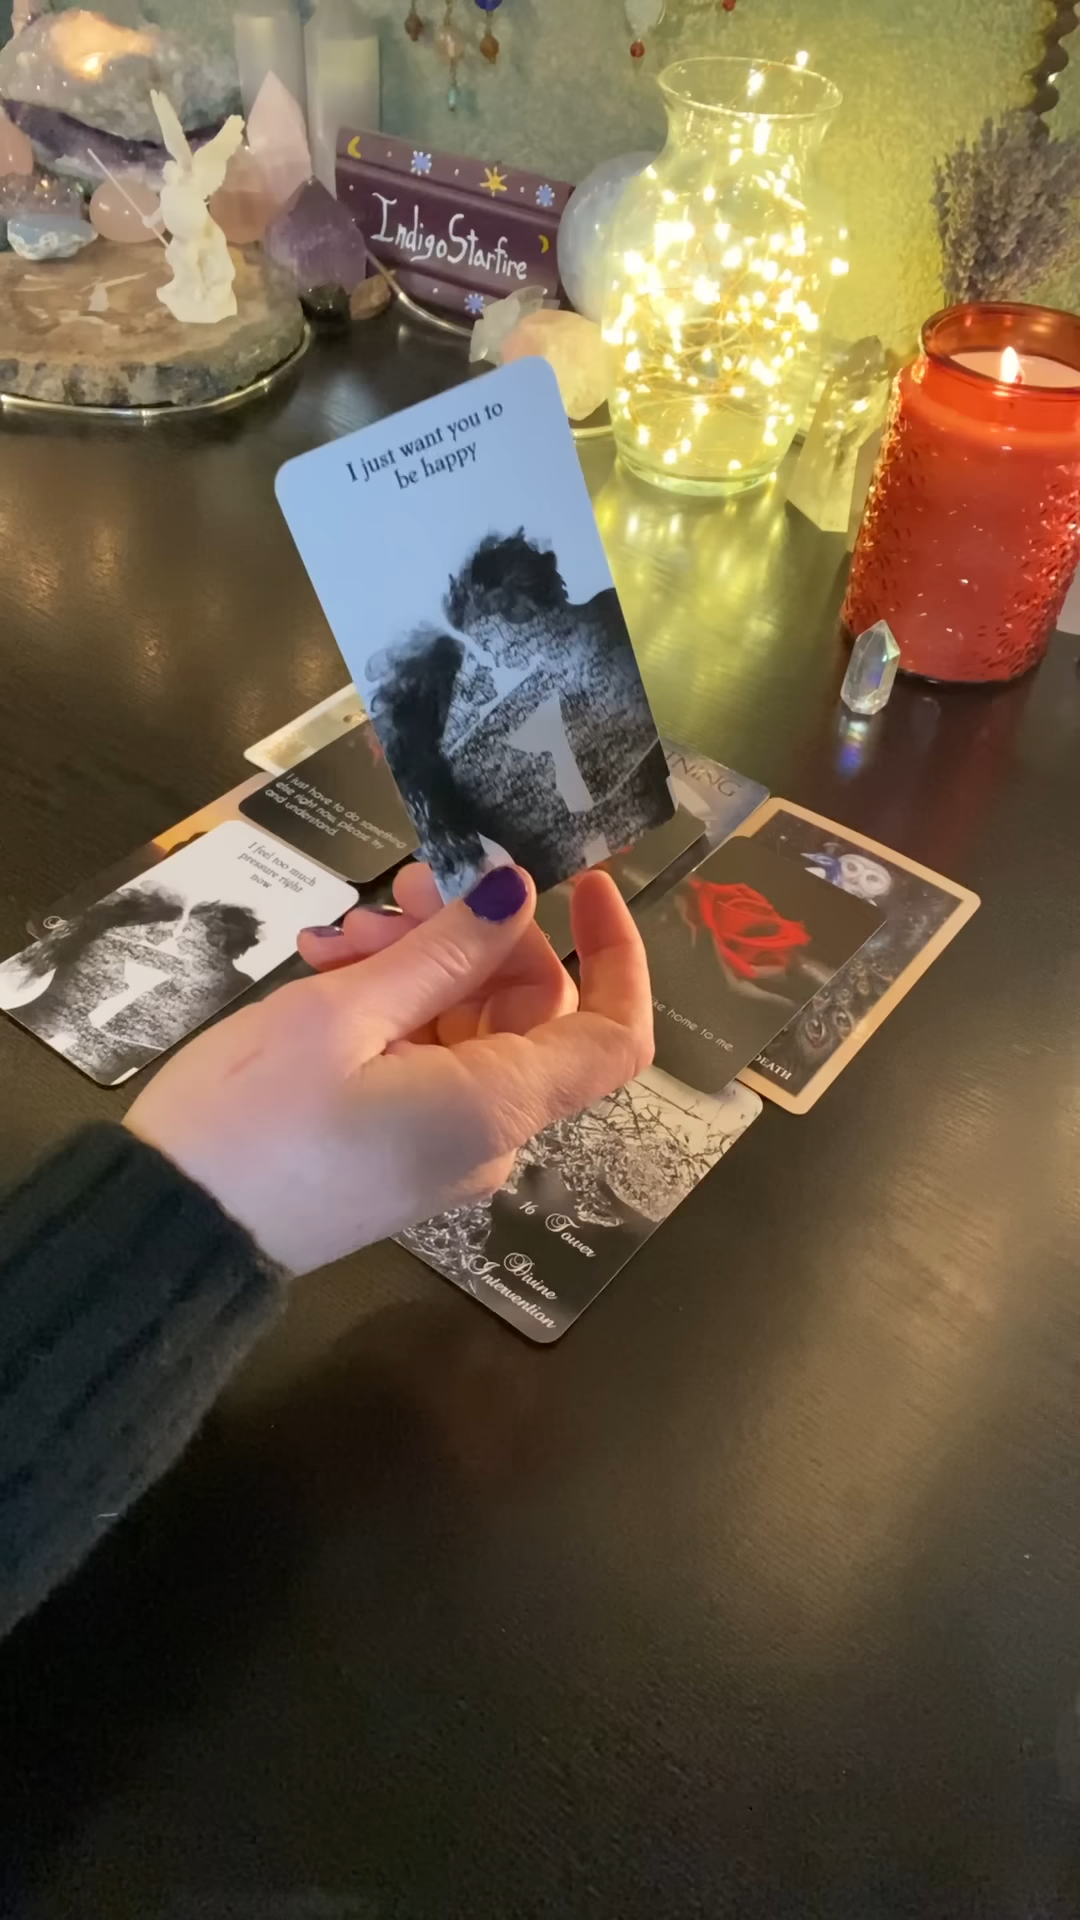 IndigoStarfire
I just want you to
be happy
I just have to do something
else right now, please try
and understand.
I feel too much
pressure right
now
home to me.
DEATH
16 Tower
Divine
Intervention